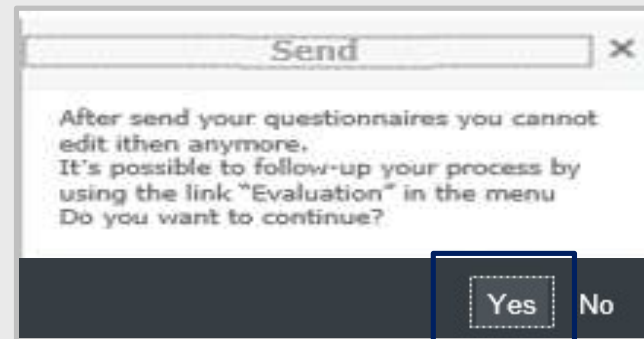 Send
After send your questionnaires you cannot
edit ithen anymore.
It's possible to follow-up your process by
using the link "Evaluation" in the menu
Do you want to continue?
Yes No